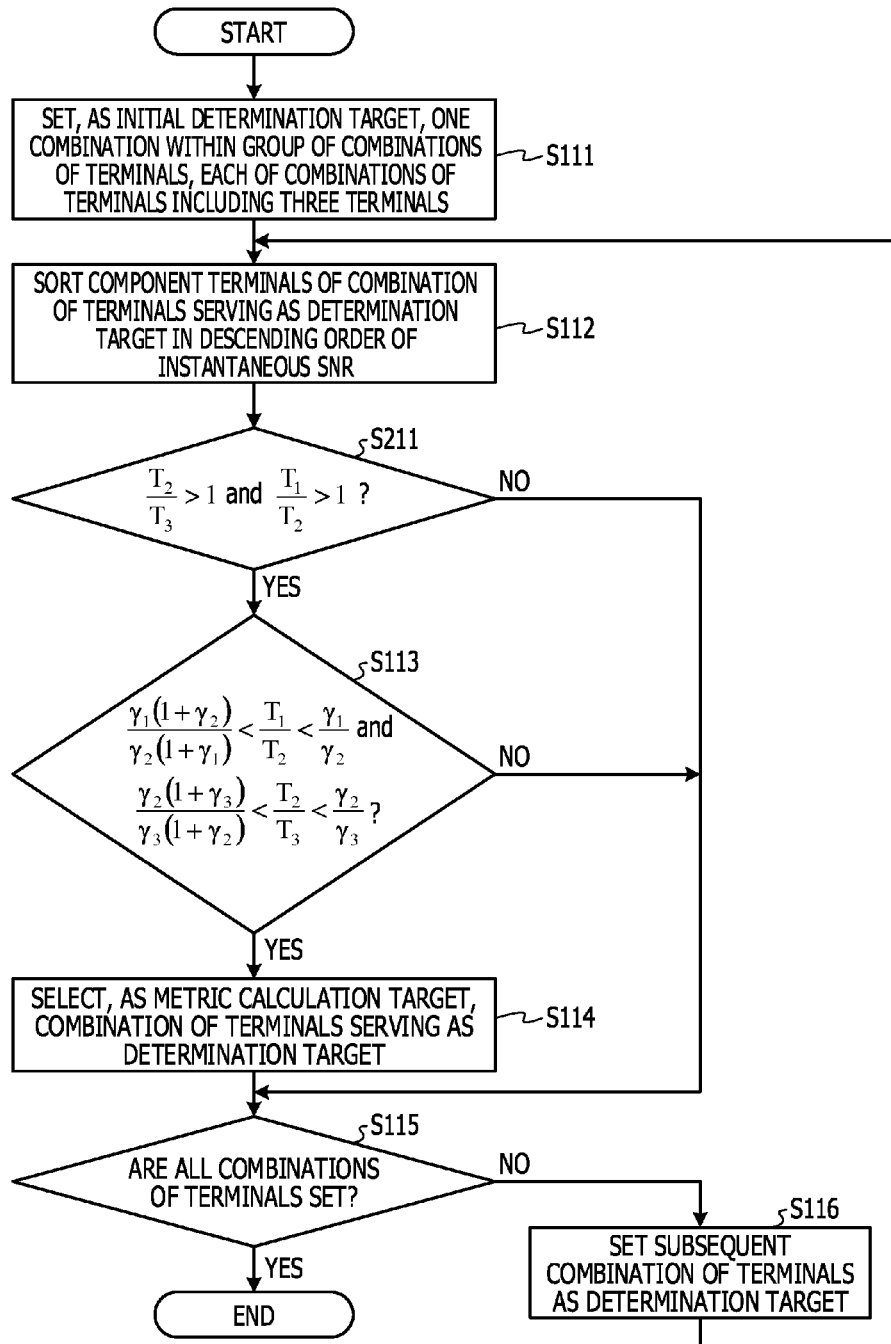 START
SET, AS INITIAL DETERMINATION TARGET, ONE
COMBINATION WITHIN GROUP OF COMBINATIONS
OF TERMINALS, EACH OF COMBINATIONS OF
TERMINALS INCLUDING THREE TERMINALS
S111
SORT COMPONENT TERMINALS OF COMBINATION
OF TERMINALS SERVING AS DETERMINATION
TARGET IN DESCENDING ORDER OF
INSTANTANEOUS SNR
S112
S211
T₂/T₃ > 1 and T₁/T₂ > 1 ?
NO
YES
S113
γ₁(1+γ₂)/γ₂(1+γ₁) < T₁/T₂ < γ₁/γ₂ and
γ₂(1+γ₃)/γ₃(1+γ₂) < T₂/T₃ < γ₂/γ₃ ?
NO
YES
SELECT, AS METRIC CALCULATION TARGET,
COMBINATION OF TERMINALS SERVING AS
DETERMINATION TARGET
S114
S115
ARE ALL COMBINATIONS
OF TERMINALS SET?
NO
YES
S116
SET SUBSEQUENT
COMBINATION OF TERMINALS
AS DETERMINATION TARGET
END